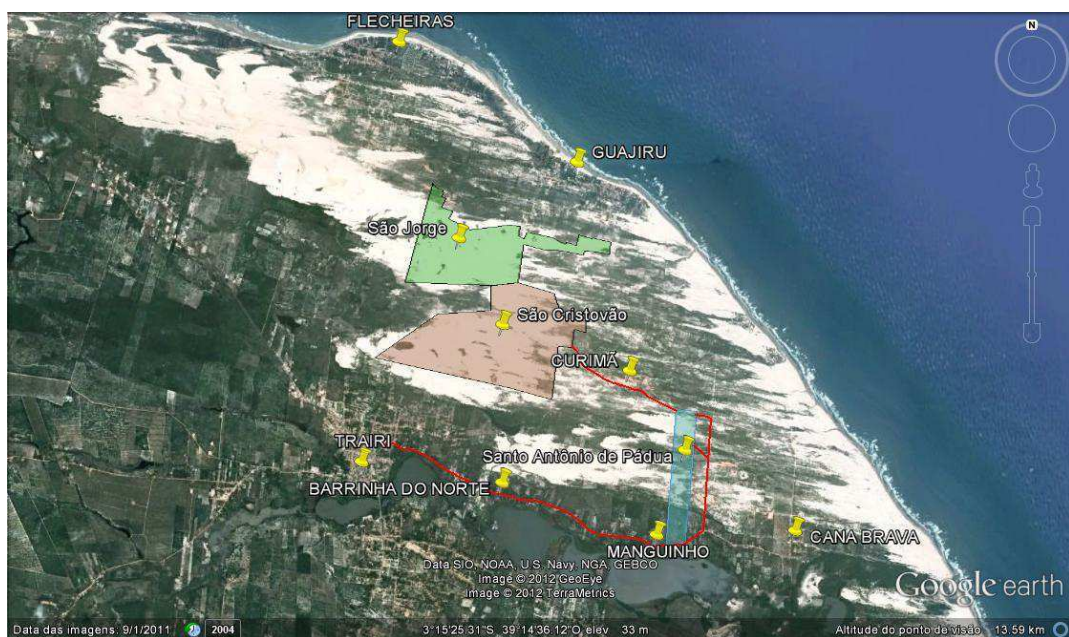 FLECHEIRAS
N
GUAJIRU
São Jorge
São Cristovão
CURIMÃ
TRAIRI
Santo Antônio de Pádua
BARRINHA DO NORTE
MANGUINHO
CANA BRAVA
Data SIO, NOAA, U.S. Navy, NGA, GEBCO
Image © 2012 GeoEye
Image © 2012 TerraMetrics
Google earth
Data das imagens: 9/1/2011 2004 3°15'25.31"S 39°14'36.12"O elev 33 m Altitude do ponto de visão 13.59 km